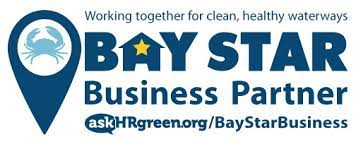 Working together for clean, healthy waterways
BAY STAR
Business Partner
askHRgreen.org/BayStarBusiness